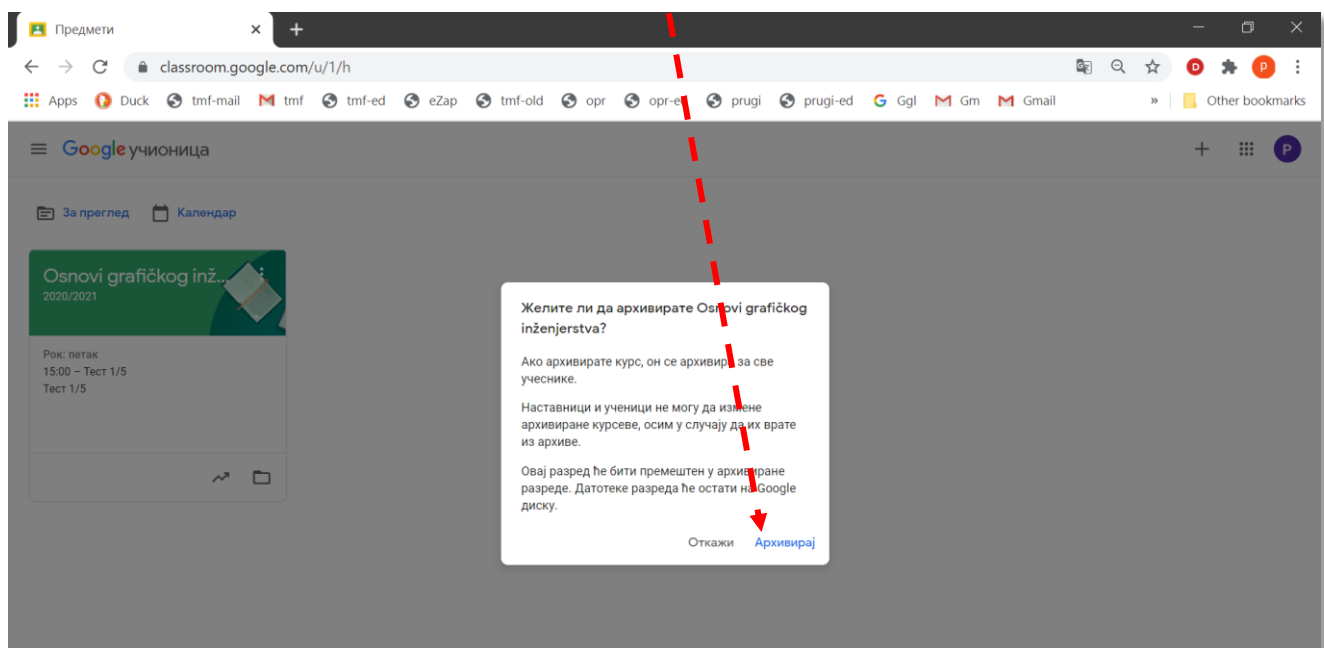 Предмети
classroom.google.com/u/1/h
Apps Duck tmf-mail tmf tmf-ed eZap tmf-old opr opr-e prugi prugi-ed Ggl Gm Gmail » Other bookmarks
Google учионица
P
За преглед Календар
Osnovi grafičkog inž...
2020/2021
Рок: петак
15:00 – Тест 1/5
Тест 1/5
Желите ли да архивирате Osnovi grafičkog
inženjerstva?
Ако архивирате курс, он се архивира за све
учеснике.
Наставници и ученици не могу да измене
архивиране курсеве, осим у случају да их врате
из архиве.
Овај разред ће бити премештен у архивиране
разреде. Датотеке разреда ће остати на Google
диску.
Откажи Архивирај